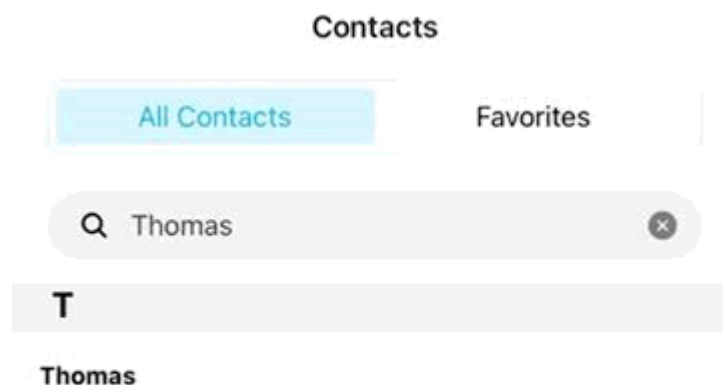 Contacts
All Contacts Favorites
Thomas
T
Thomas